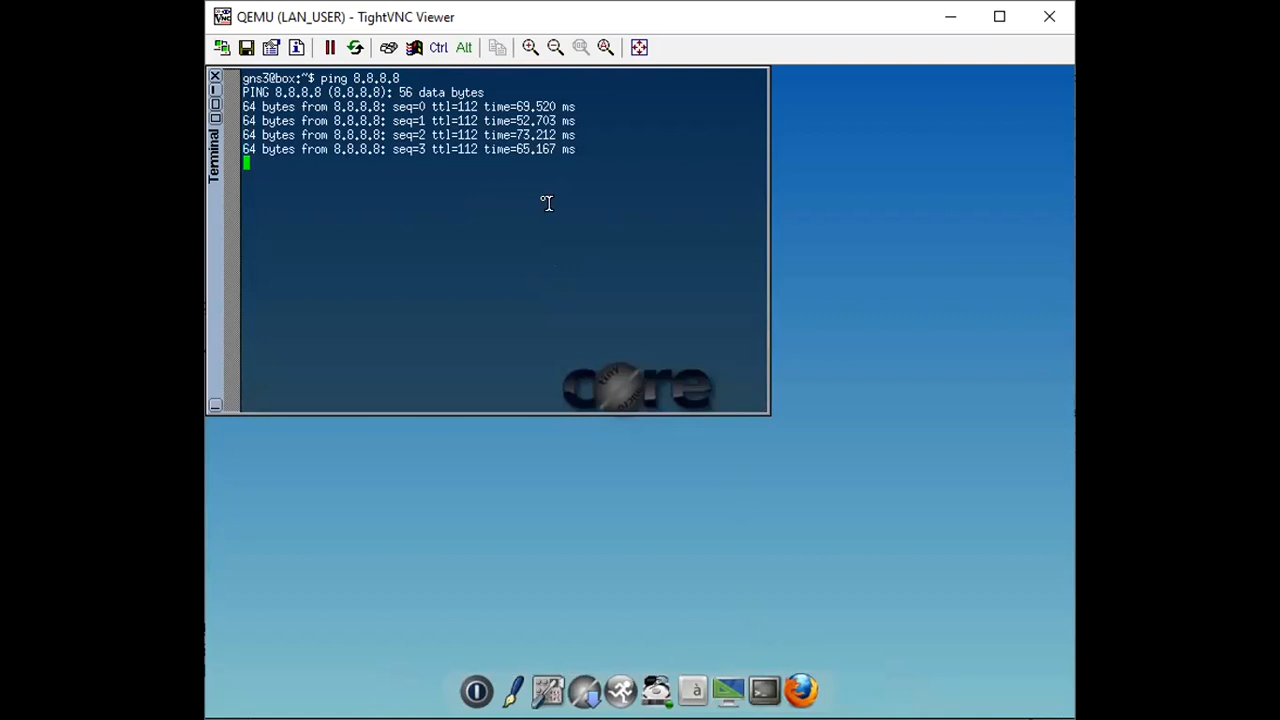 QEMU (LAN_USER) - TightVNC Viewer
Ctrl Alt
Terminal
gns3@box:~$ ping 8.8.8.8
PING 8.8.8.8 (8.8.8.8): 56 data bytes
64 bytes from 8.8.8.8: seq=0 ttl=112 time=69.520 ms
64 bytes from 8.8.8.8: seq=1 ttl=112 time=52.703 ms
64 bytes from 8.8.8.8: seq=2 ttl=112 time=73.212 ms
64 bytes from 8.8.8.8: seq=3 ttl=112 time=65.167 ms
core
tiny
à